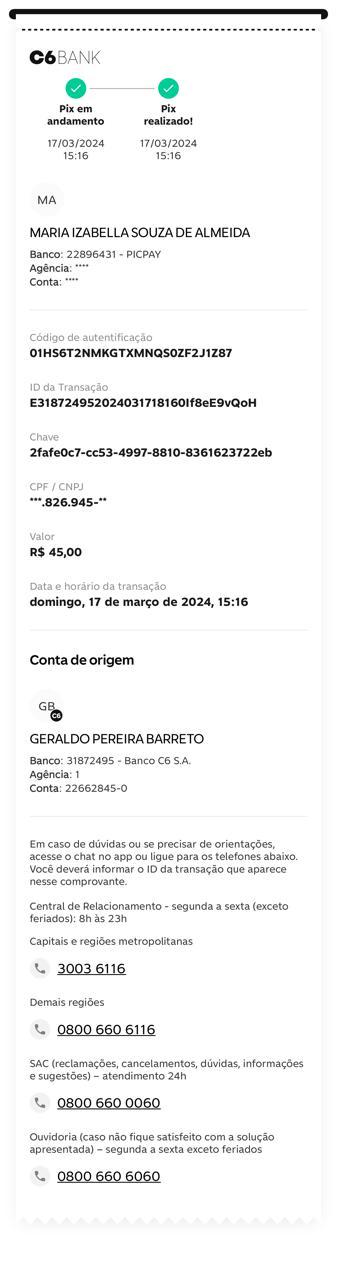 C6BANK
Pix em andamento
Pix realizado!
17/03/2024 15:16
17/03/2024 15:16
MA
MARIA IZABELLA SOUZA DE ALMEIDA
Banco: 22896431 - PICPAY
Agência: ****
Conta: ****
Código de autentificação
01HS6T2NMKGTXMNQS0ZF2J1Z87
ID da Transação
E318724952024031718160If8eE9vQoH
Chave
2fafe0c7-cc53-4997-8810-8361623722eb
CPF / CNPJ
***.826.945-**
Valor
R$ 45,00
Data e horário da transação
domingo, 17 de março de 2024, 15:16
Conta de origem
GB
C6
GERALDO PEREIRA BARRETO
Banco: 31872495 - Banco C6 S.A.
Agência: 1
Conta: 22662845-0
Em caso de dúvidas ou se precisar de orientações,
acesse o chat no app ou ligue para os telefones abaixo.
Você deverá informar o ID da transação que aparece
nesse comprovante.
Central de Relacionamento - segunda a sexta (exceto
feriados): 8h às 23h
Capitais e regiões metropolitanas
3003 6116
Demais regiões
0800 660 6116
SAC (reclamações, cancelamentos, dúvidas, informações
e sugestões) – atendimento 24h
0800 660 0060
Ouvidoria (caso não fique satisfeito com a solução
apresentada) – segunda a sexta exceto feriados
0800 660 6060